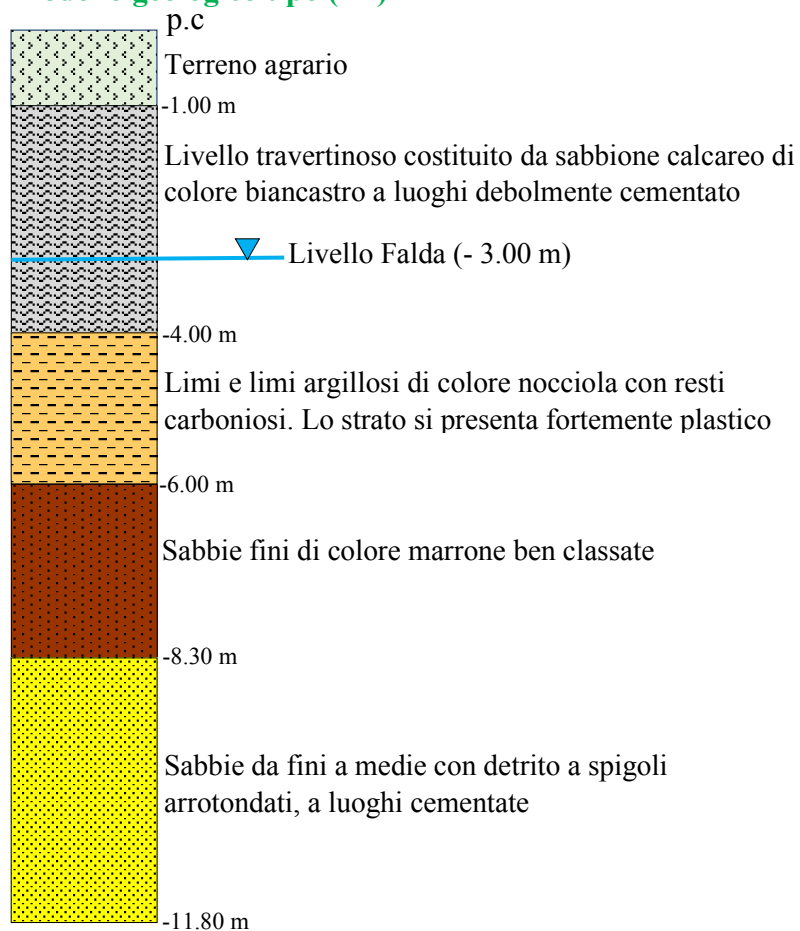 p.c
Terreno agrario
-1.00 m
Livello travertinoso costituito da sabbione calcareo di
colore biancastro a luoghi debolmente cementato
Livello Falda (- 3.00 m)
-4.00 m
Limi e limi argillosi di colore nocciola con resti
carboniosi. Lo strato si presenta fortemente plastico
-6.00 m
Sabbie fini di colore marrone ben classate
-8.30 m
Sabbie da fini a medie con detrito a spigoli
arrotondati, a luoghi cementate
-11.80 m